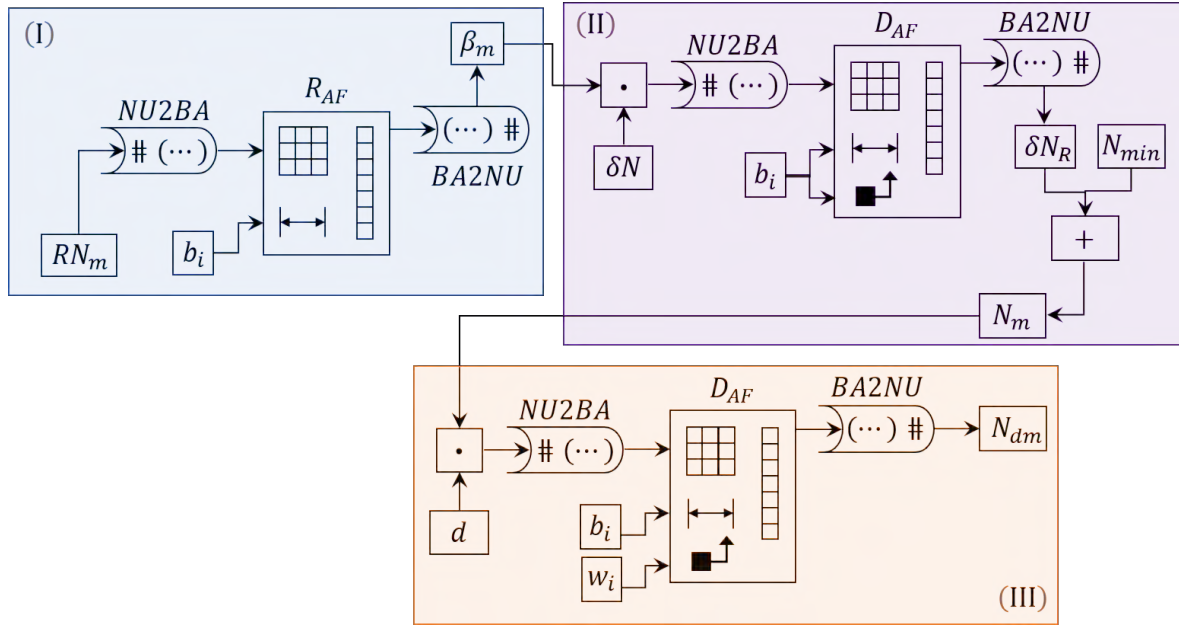 (I)
NU2BA
# (⋯)
RN_m
b_i
R_AF
(⋯) #
BA2NU
β_m
(II)
·
δN
NU2BA
# (⋯)
b_i
D_AF
BA2NU
(⋯) #
δN_R
N_min
+
N_m
·
d
NU2BA
# (⋯)
b_i
w_i
D_AF
BA2NU
(⋯) #
N_dm
(III)